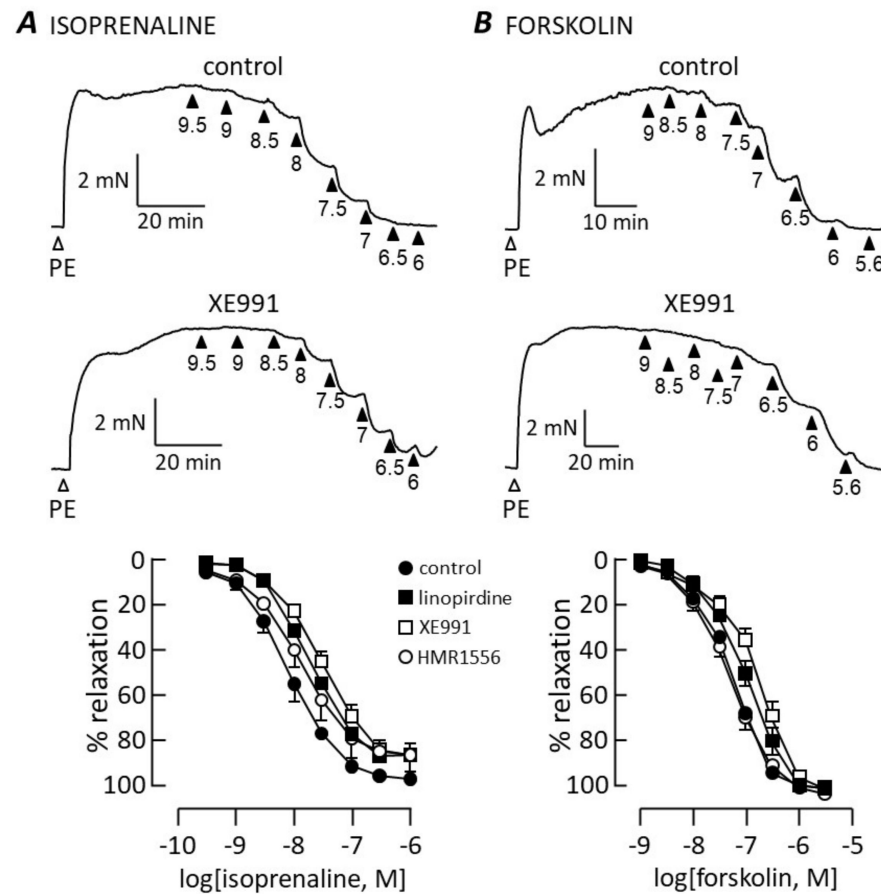 A ISOPRENALINE
control
9.5 9 8.5 8 7.5 7 6.5 6
2 mN
20 min
PE
XE991
9.5 9 8.5 8 7.5 7 6.5 6
2 mN
20 min
PE
0
20
40
60
80
100
% relaxation
control
linopirdine
XE991
HMR1556
-10 -9 -8 -7 -6
log[isoprenaline, M]
B FORSKOLIN
control
9 8.5 8 7.5 7 6.5 6 5.6
2 mN
10 min
PE
XE991
9 8.5 8 7.5 7 6.5 6 5.6
2 mN
20 min
PE
0
20
40
60
80
100
% relaxation
-9 -8 -7 -6 -5
log[forskolin, M]